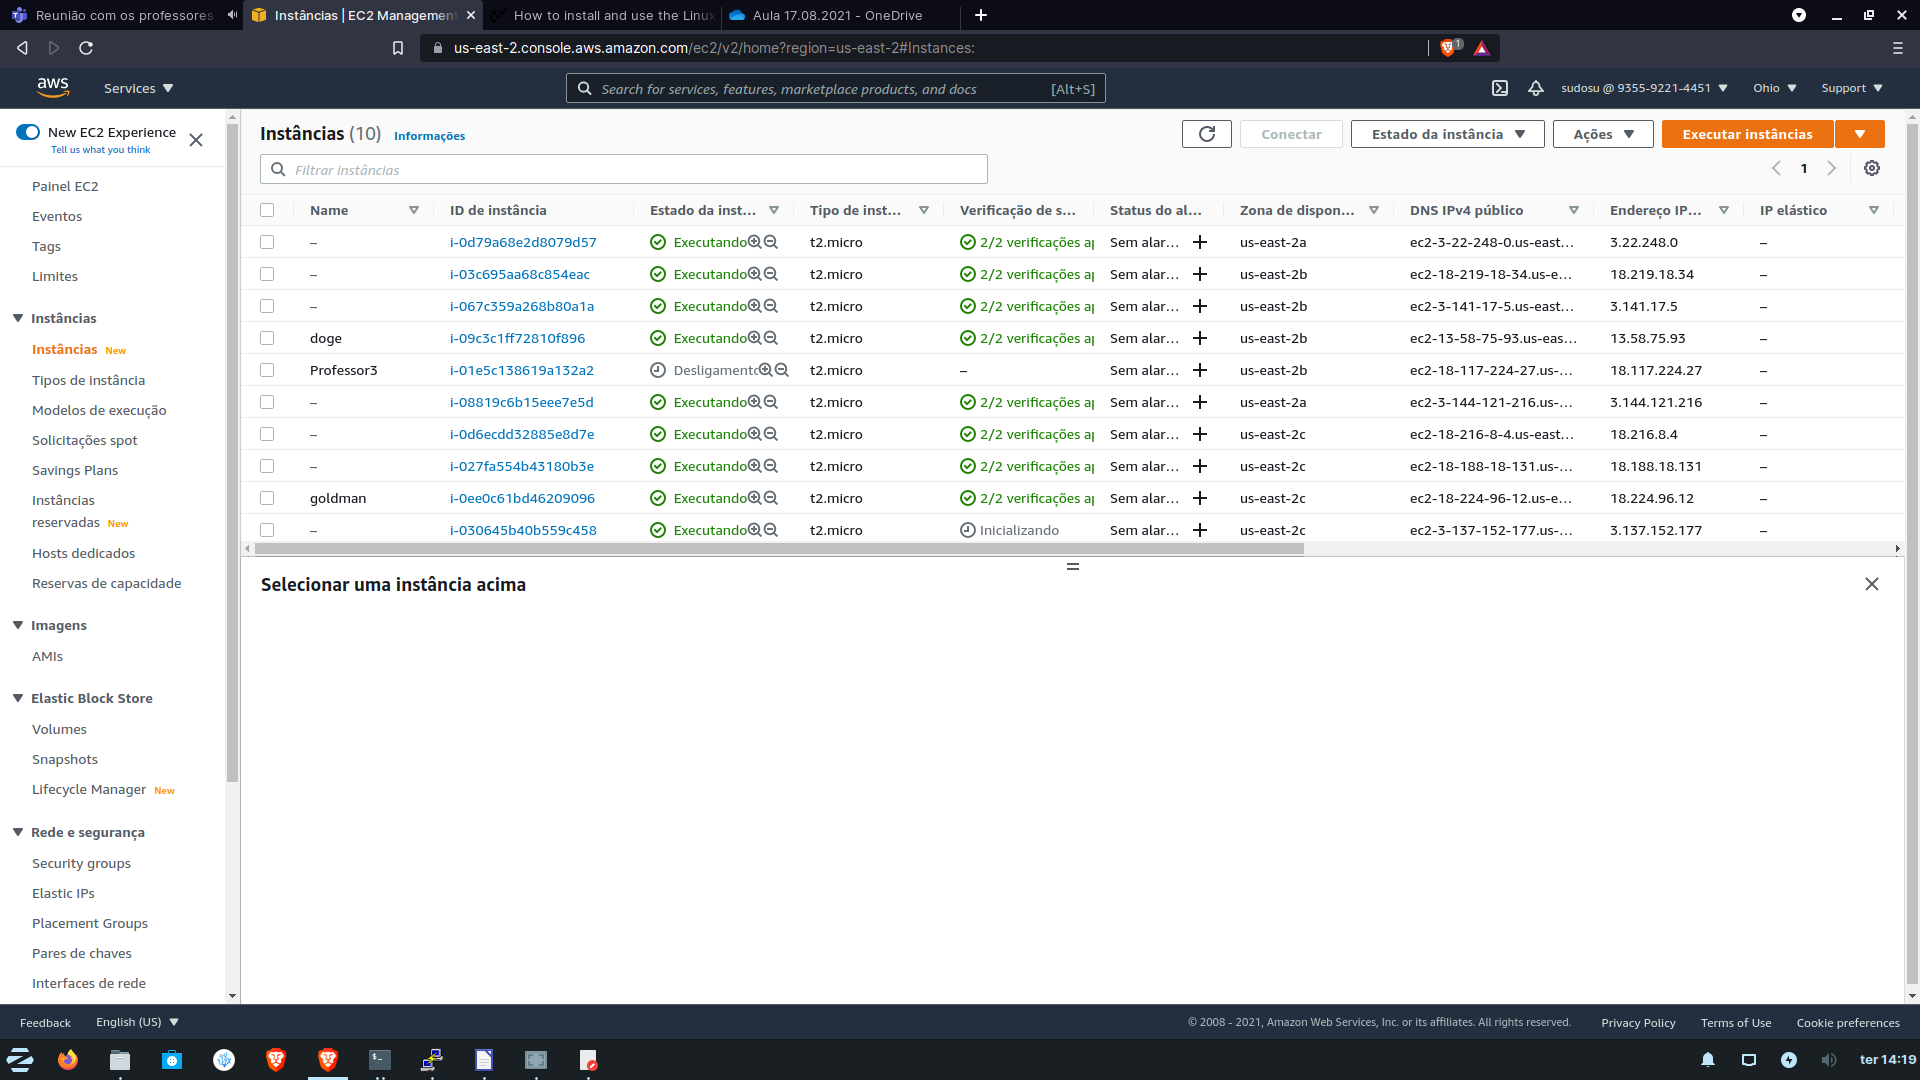 Reunião com os professores
Instâncias | EC2 Management
How to install and use the Linux
Aula 17.08.2021 - OneDrive
us-east-2.console.aws.amazon.com/ec2/v2/home?region=us-east-2#Instances:
1
aws
Services
Search for services, features, marketplace products, and docs
[Alt+S]
sudosu @ 9355-9221-4451
Ohio
Support
New EC2 Experience
Tell us what you think
Painel EC2
Eventos
Tags
Limites
Instâncias
Instâncias New
Tipos de instância
Modelos de execução
Solicitações spot
Savings Plans
Instâncias
reservadas New
Hosts dedicados
Reservas de capacidade
Imagens
AMIs
Elastic Block Store
Volumes
Snapshots
Lifecycle Manager New
Rede e segurança
Security groups
Elastic IPs
Placement Groups
Pares de chaves
Interfaces de rede
Instâncias (10) Informações
Conectar
Estado da instância
Ações
Executar instâncias
Filtrar instâncias
1
Name ID de instância Estado da inst... Tipo de inst... Verificação de s... Status do al... Zona de dispon... DNS IPv4 público Endereço IP... IP elástico
– i-0d79a68e2d8079d57 Executando t2.micro 2/2 verificações ap Sem alar... us-east-2a ec2-3-22-248-0.us-east... 3.22.248.0 –
– i-03c695aa68c854eac Executando t2.micro 2/2 verificações ap Sem alar... us-east-2b ec2-18-219-18-34.us-e... 18.219.18.34 –
– i-067c359a268b80a1a Executando t2.micro 2/2 verificações ap Sem alar... us-east-2b ec2-3-141-17-5.us-east... 3.141.17.5 –
doge i-09c3c1ff72810f896 Executando t2.micro 2/2 verificações ap Sem alar... us-east-2b ec2-13-58-75-93.us-eas... 13.58.75.93 –
Professor3 i-01e5c138619a132a2 Desligamento t2.micro – Sem alar... us-east-2b ec2-18-117-224-27.us-... 18.117.224.27 –
– i-08819c6b15eee7e5d Executando t2.micro 2/2 verificações ap Sem alar... us-east-2a ec2-3-144-121-216.us-... 3.144.121.216 –
– i-0d6ecdd32885e8d7e Executando t2.micro 2/2 verificações ap Sem alar... us-east-2c ec2-18-216-8-4.us-east... 18.216.8.4 –
– i-027fa554b43180b3e Executando t2.micro 2/2 verificações ap Sem alar... us-east-2c ec2-18-188-18-131.us-... 18.188.18.131 –
goldman i-0ee0c61bd46209096 Executando t2.micro 2/2 verificações ap Sem alar... us-east-2c ec2-18-224-96-12.us-e... 18.224.96.12 –
– i-030645b40b559c458 Executando t2.micro Inicializando Sem alar... us-east-2c ec2-3-137-152-177.us-... 3.137.152.177 –
Selecionar uma instância acima
Feedback
English (US)
© 2008 - 2021, Amazon Web Services, Inc. or its affiliates. All rights reserved.
Privacy Policy
Terms of Use
Cookie preferences
ter 14:19